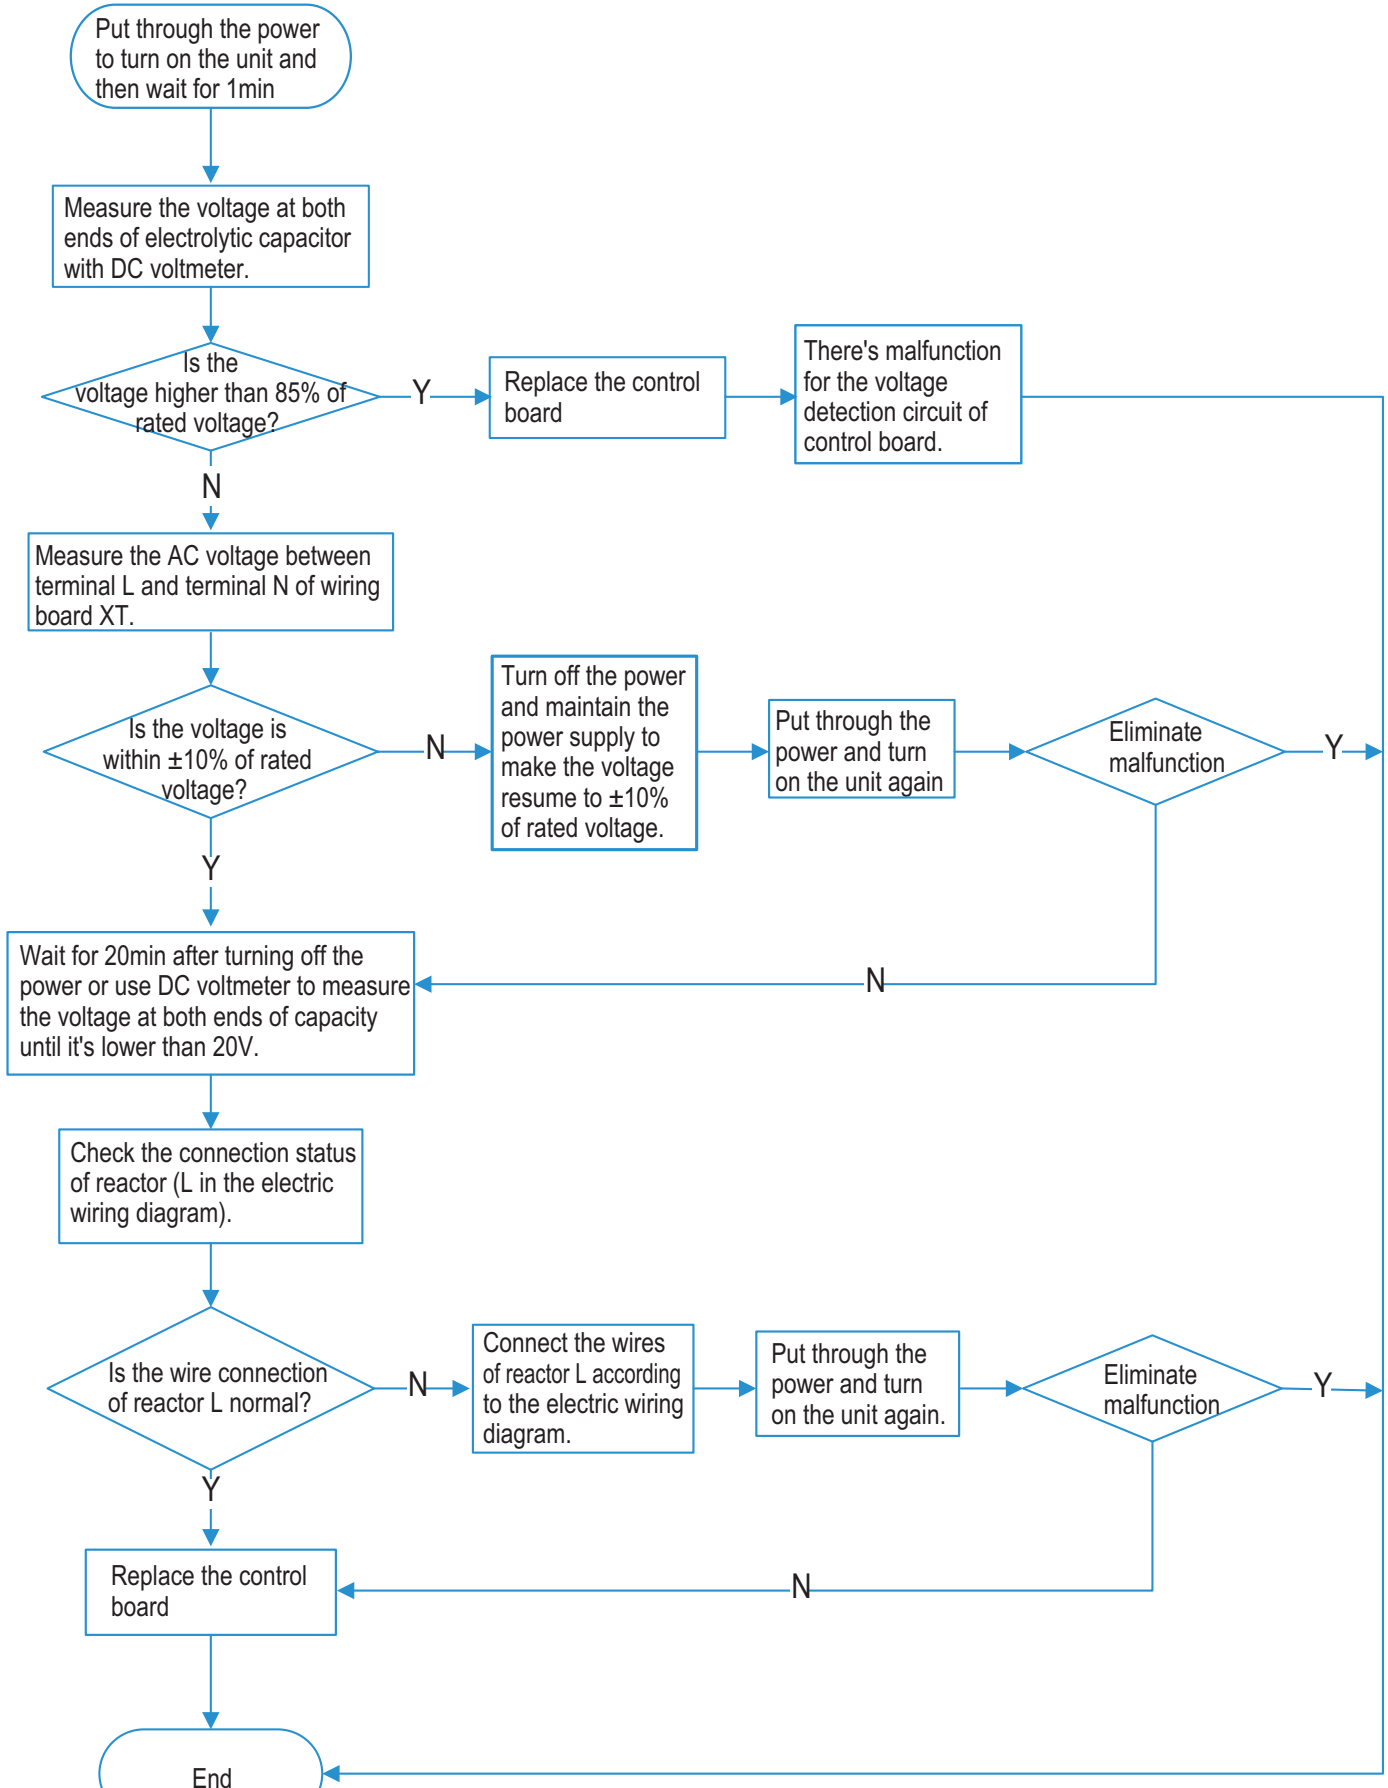 Put through the power
to turn on the unit and
then wait for 1min
Measure the voltage at both
ends of electrolytic capacitor
with DC voltmeter.
Is the
voltage higher than 85% of
rated voltage?
Y
Replace the control
board
There's malfunction
for the voltage
detection circuit of
control board.
N
Measure the AC voltage between
terminal L and terminal N of wiring
board XT.
Is the voltage is
within ±10% of rated
voltage?
N
Turn off the power
and maintain the
power supply to
make the voltage
resume to ±10%
of rated voltage.
Put through the
power and turn
on the unit again
Eliminate
malfunction
Y
Y
Wait for 20min after turning off the
power or use DC voltmeter to measure
the voltage at both ends of capacity
until it's lower than 20V.
N
Check the connection status
of reactor (L in the electric
wiring diagram).
Is the wire connection
of reactor L normal?
N
Connect the wires
of reactor L according
to the electric wiring
diagram.
Put through the
power and turn
on the unit again.
Eliminate
malfunction
Y
Y
Replace the control
board
N
End